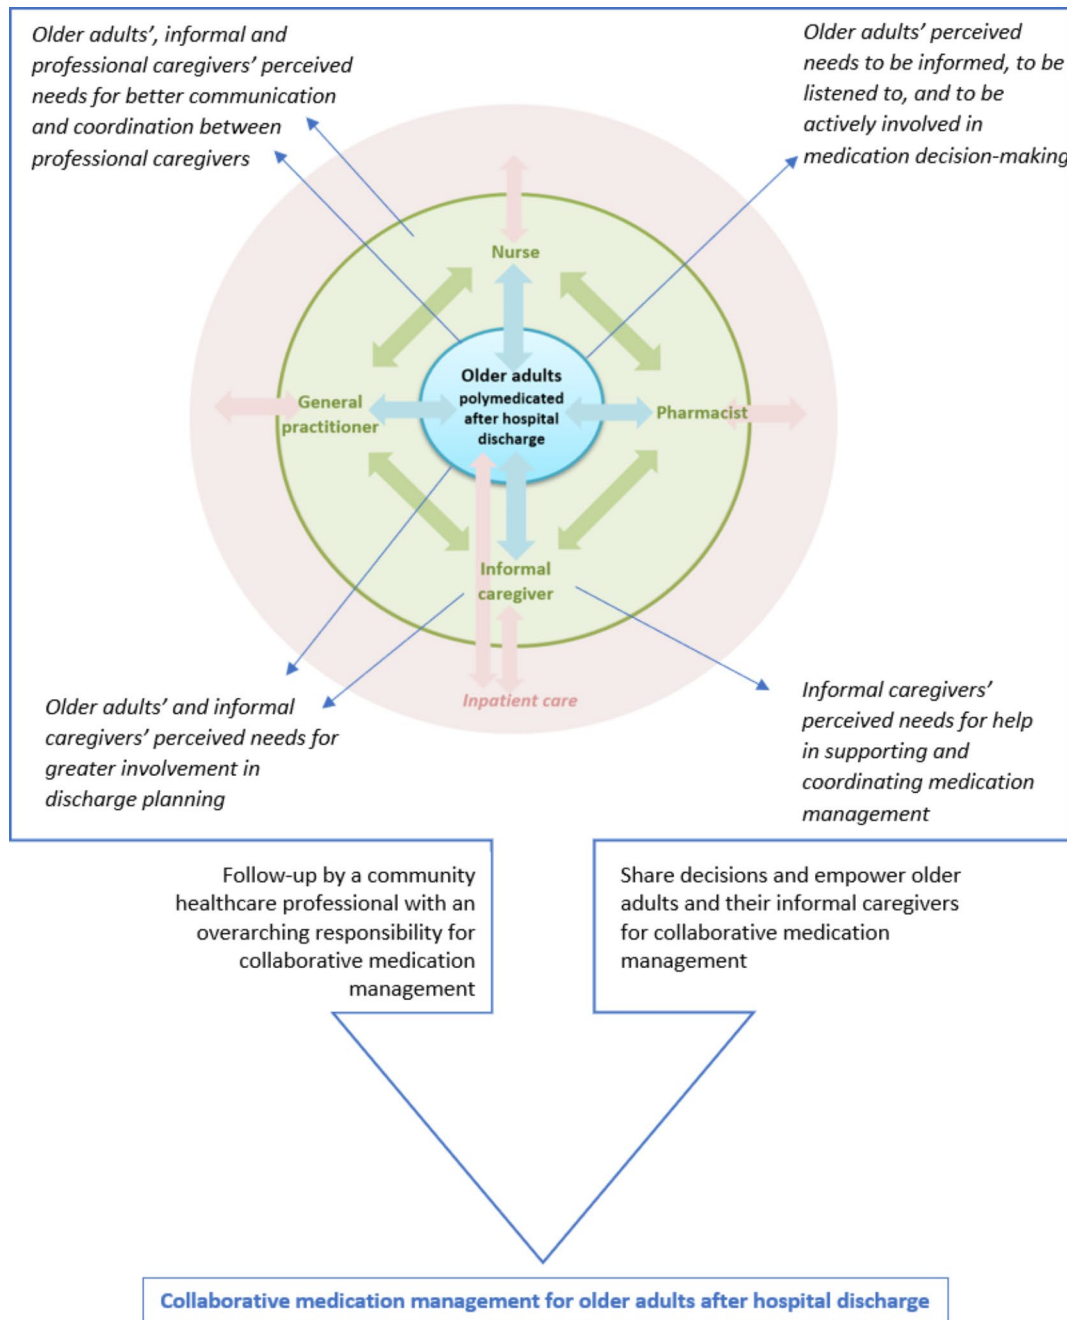 Older adults’, informal and
professional caregivers’ perceived
needs for better communication
and coordination between
professional caregivers
Older adults’ perceived
needs to be informed, to be
listened to, and to be
actively involved in
medication decision-making
Nurse
Older adults
polymedicated
after hospital
discharge
General
practitioner
Pharmacist
Informal
caregiver
Inpatient care
Older adults’ and informal
caregivers’ perceived needs for
greater involvement in
discharge planning
Informal caregivers’
perceived needs for help
in supporting and
coordinating medication
management
Follow-up by a community
healthcare professional with an
overarching responsibility for
collaborative medication
management
Share decisions and empower older
adults and their informal caregivers
for collaborative medication
management
Collaborative medication management for older adults after hospital discharge